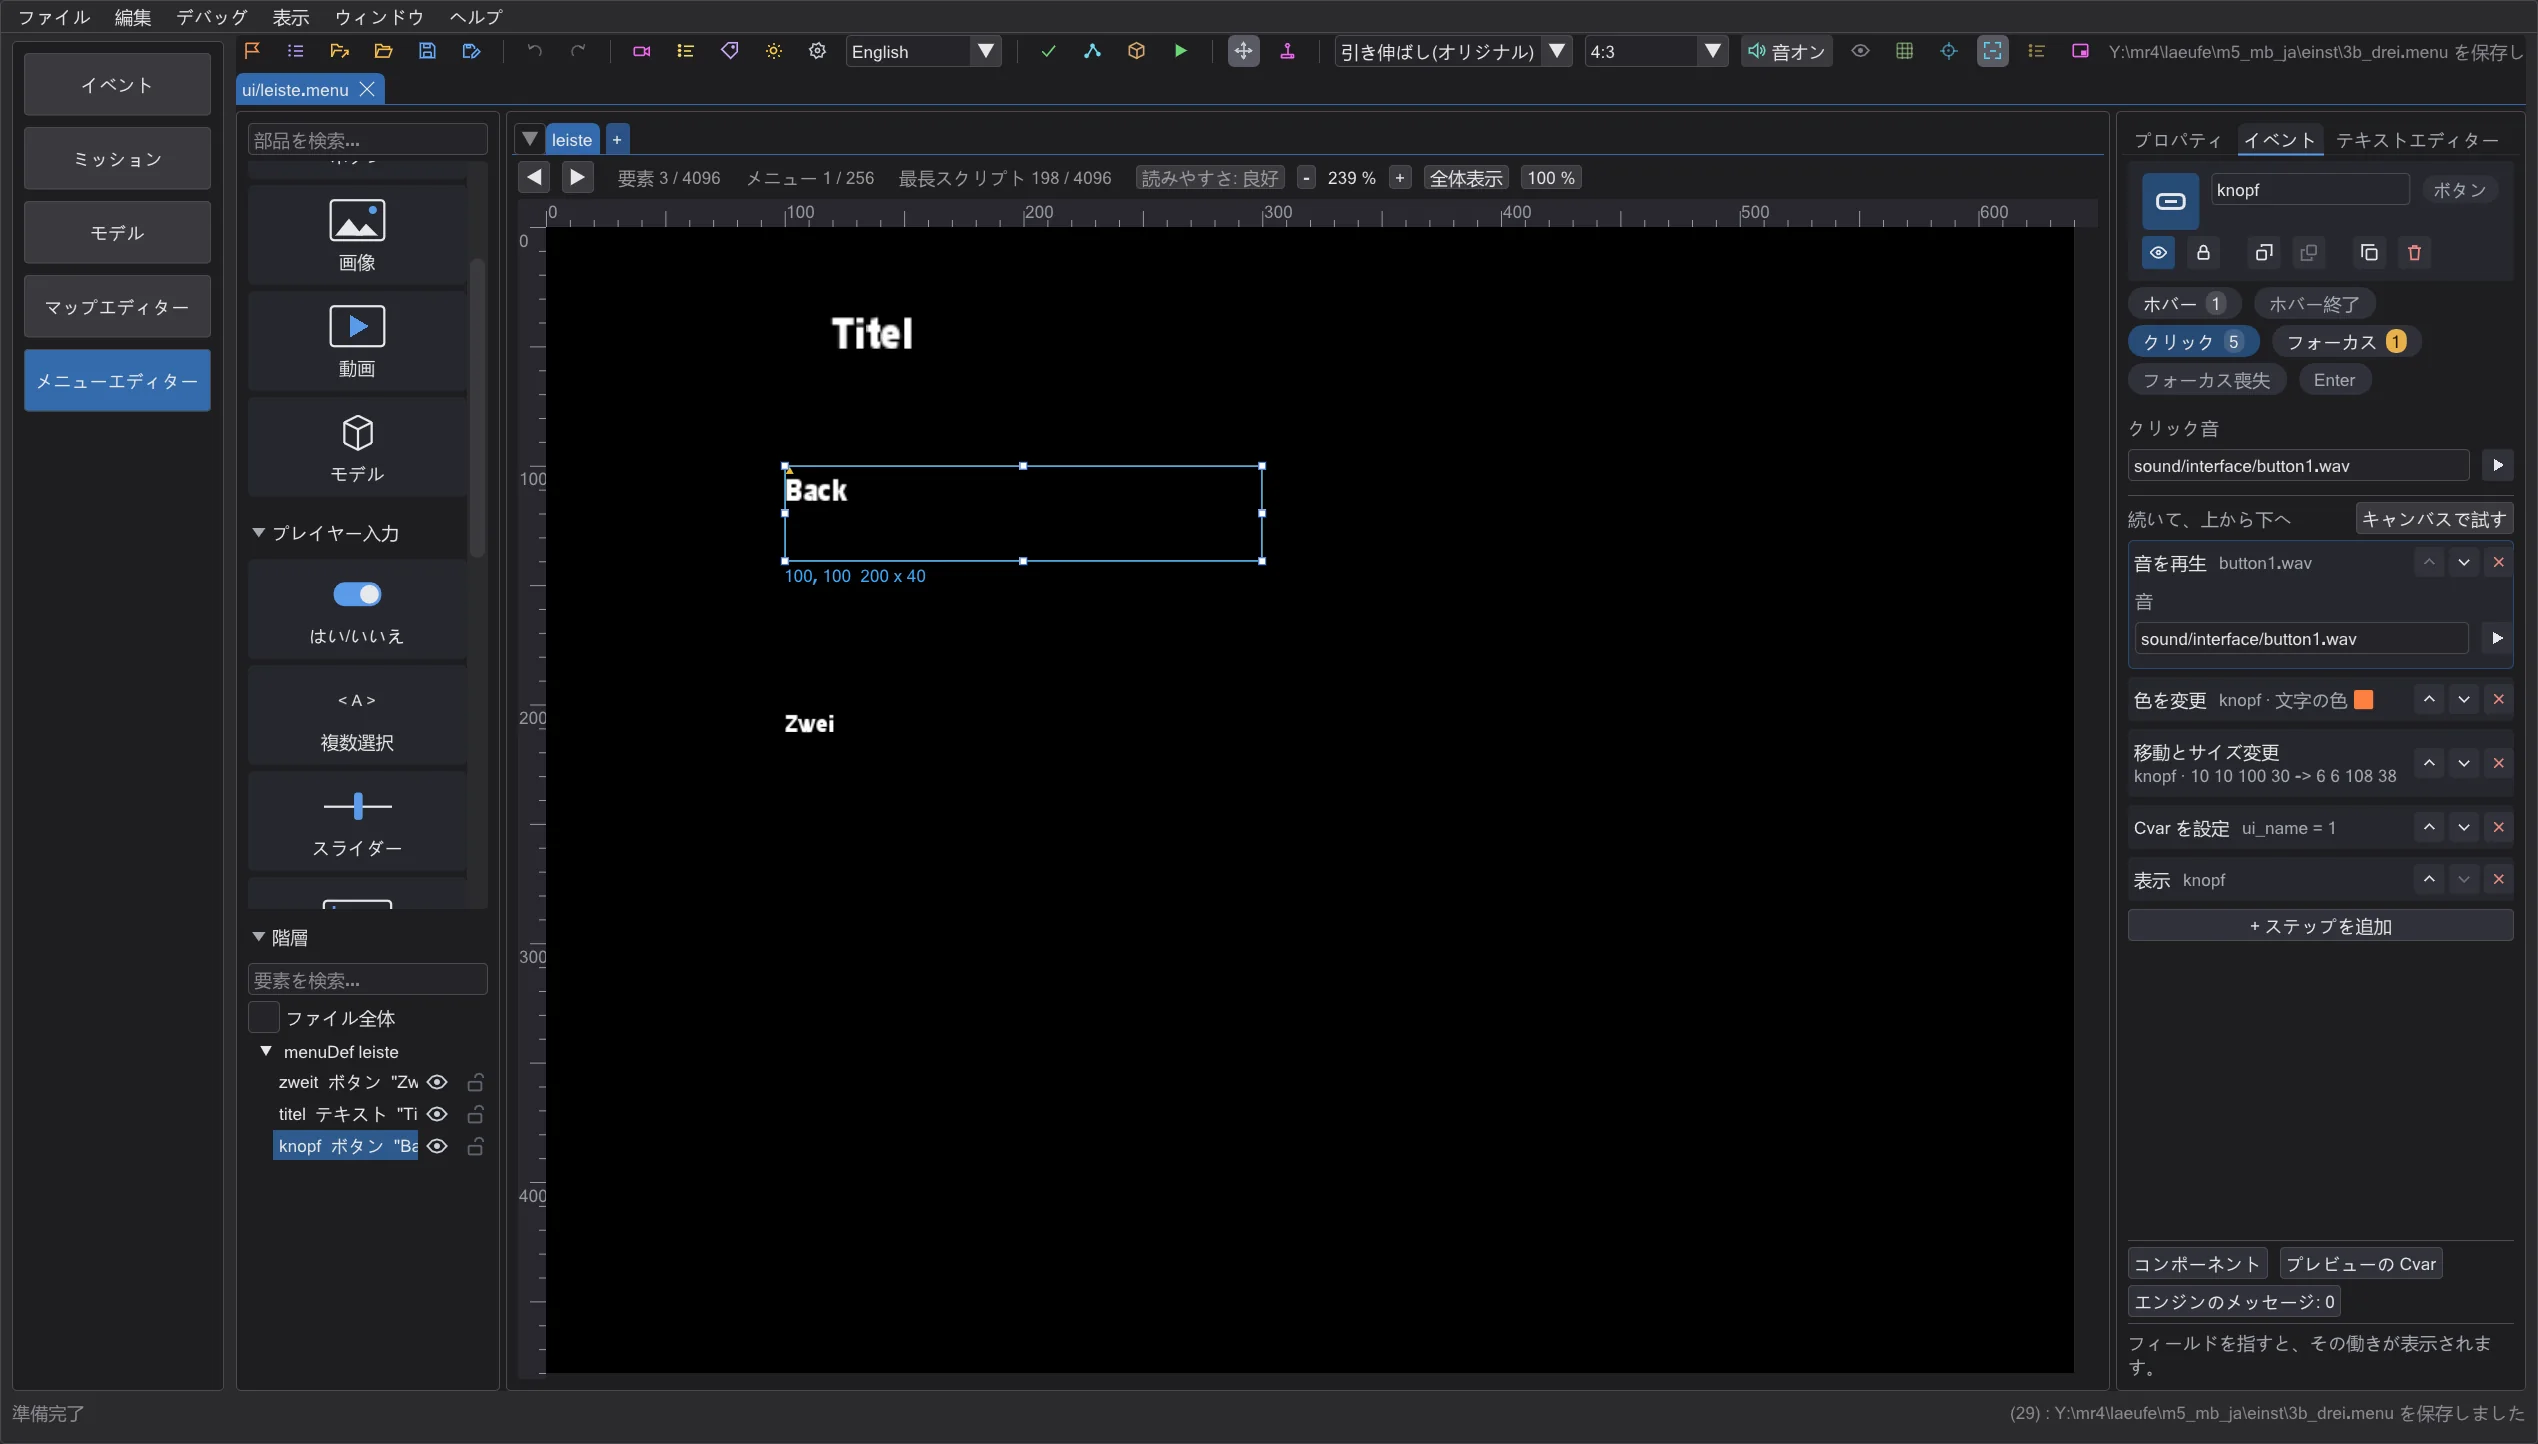 ファイル 編集 デバッグ 表示 ウィンドウ ヘルプ
English 引き伸ばし(オリジナル) 4:3 音オン Y:\mr4\laeufe\m5_mb_ja\einst\3b_drei.menu を保存し
イベント
ミッション
モデル
マップエディター
メニューエディター
ui/leiste.menu
部品を検索...
画像
動画
モデル
プレイヤー入力
はい/いいえ
< A >
複数選択
スライダー
階層
要素を検索...
ファイル全体
menuDef leiste
zweit ボタン "Zw
titel テキスト "Ti
knopf ボタン "Ba
leiste +
要素 3 / 4096 メニュー 1 / 256 最長スクリプト 198 / 4096 読みやすさ: 良好 - 239 % + 全体表示 100 %
0 100 200 300 400 500 600
0
100
200
300
400
Titel
Back
100, 100 200 x 40
Zwei
プロパティ イベント テキストエディター
knopf ボタン
ホバー 1 ホバー終了
クリック 5 フォーカス 1
フォーカス喪失 Enter
クリック音
sound/interface/button1.wav
続いて、上から下へ キャンバスで試す
音を再生 button1.wav
音
sound/interface/button1.wav
色を変更 knopf · 文字の色
移動とサイズ変更
knopf · 10 10 100 30 -> 6 6 108 38
Cvar を設定 ui_name = 1
表示 knopf
+ ステップを追加
コンポーネント プレビューの Cvar
エンジンのメッセージ: 0
フィールドを指すと、その働きが表示されま
す。
準備完了 (29) : Y:\mr4\laeufe\m5_mb_ja\einst\3b_drei.menu を保存しました